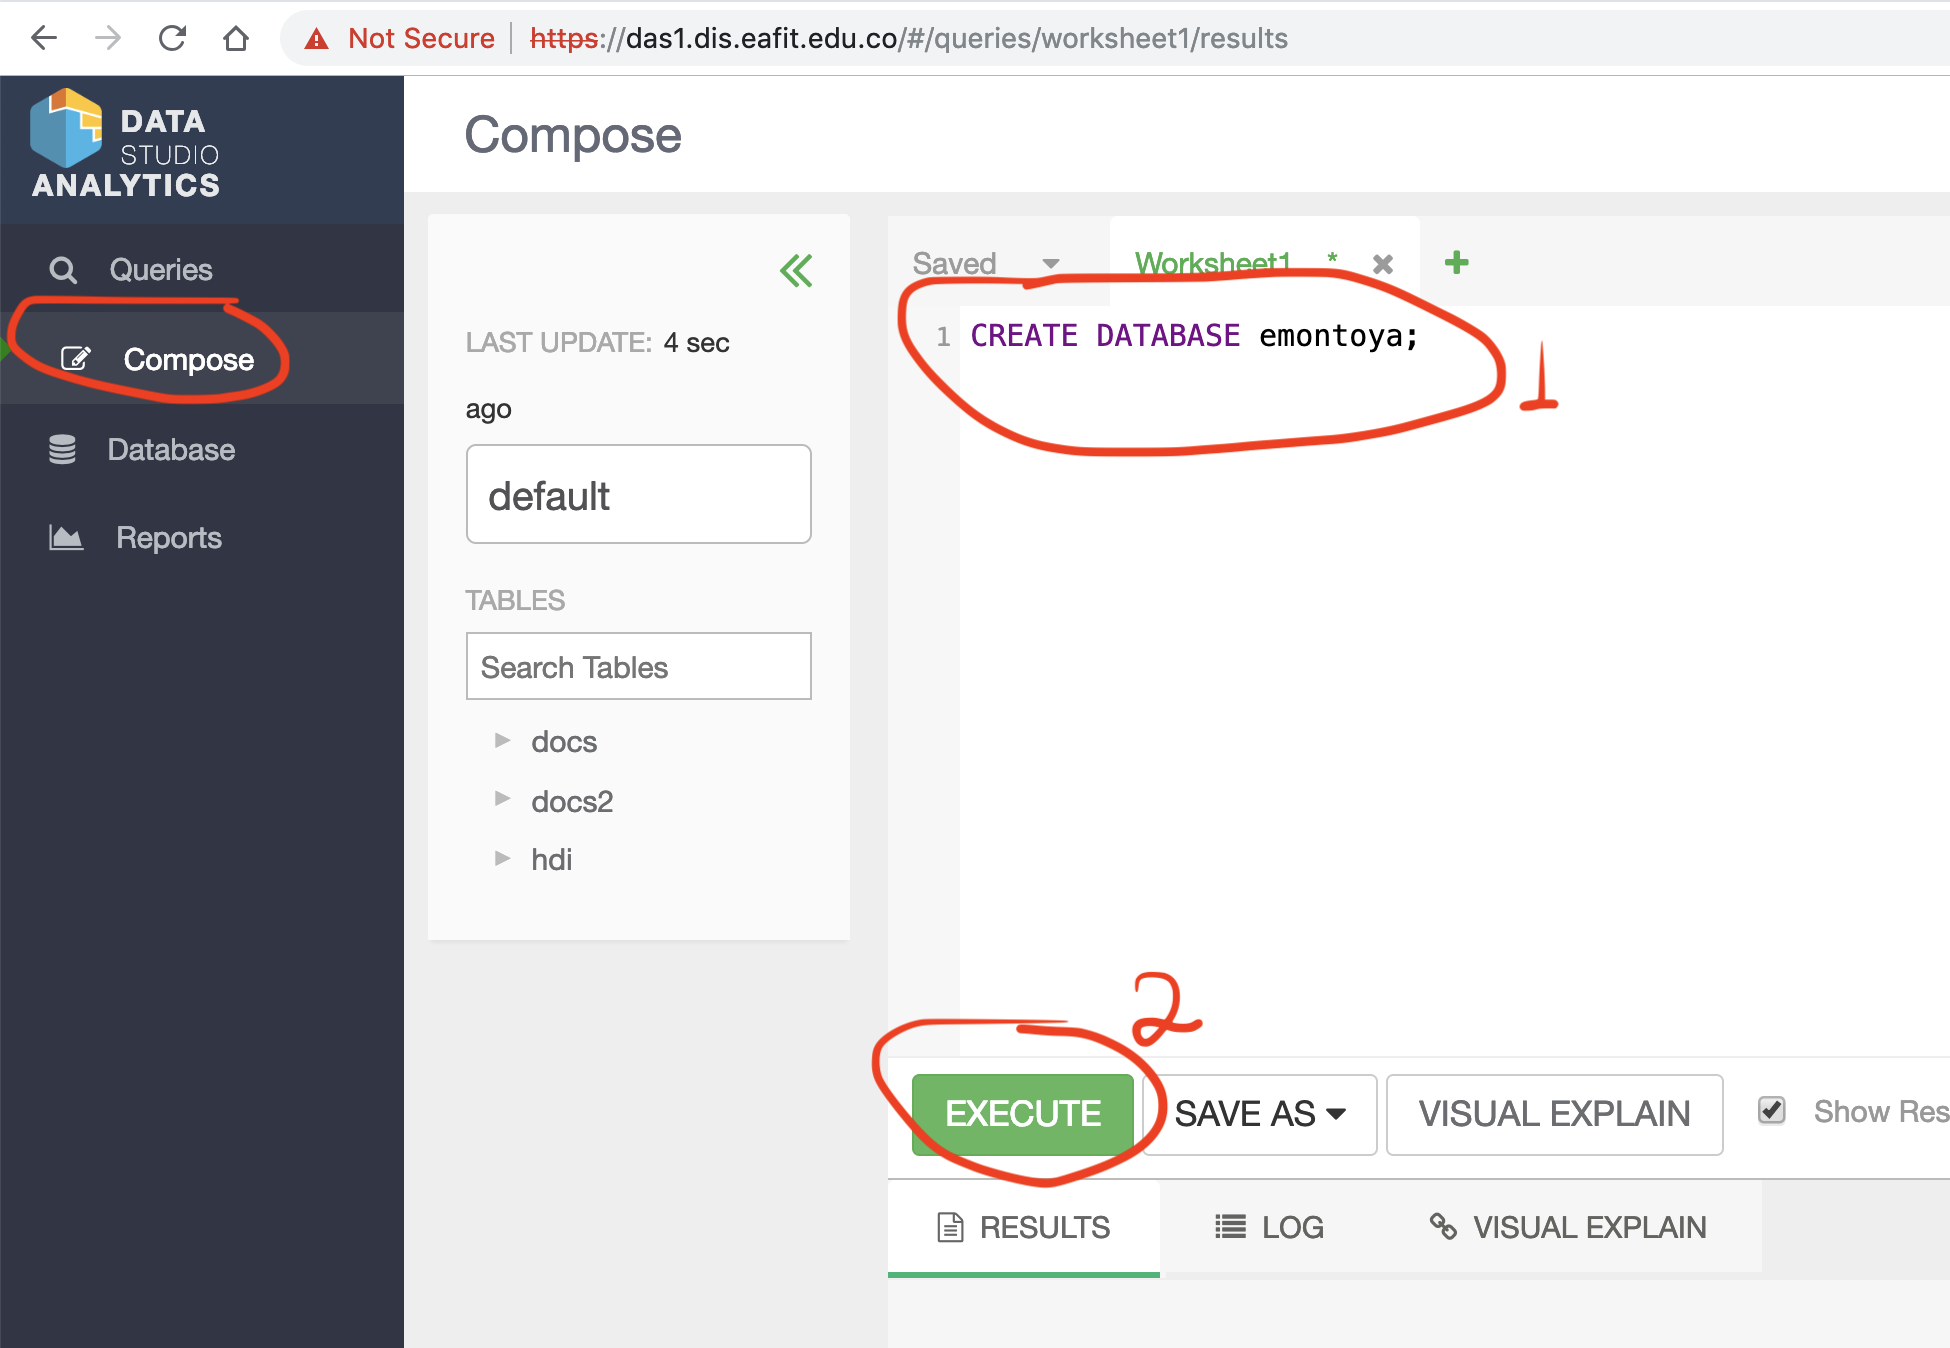 Not Secure | https://das1.dis.eafit.edu.co/#/queries/worksheet1/results
DATA
STUDIO
ANALYTICS
Queries
Compose
Database
Reports
Compose
LAST UPDATE: 4 sec
ago
default
TABLES
Search Tables
docs
docs2
hdi
Saved Worksheet1 *
1 CREATE DATABASE emontoya;
1
2
EXECUTE SAVE AS VISUAL EXPLAIN Show Res
RESULTS LOG VISUAL EXPLAIN